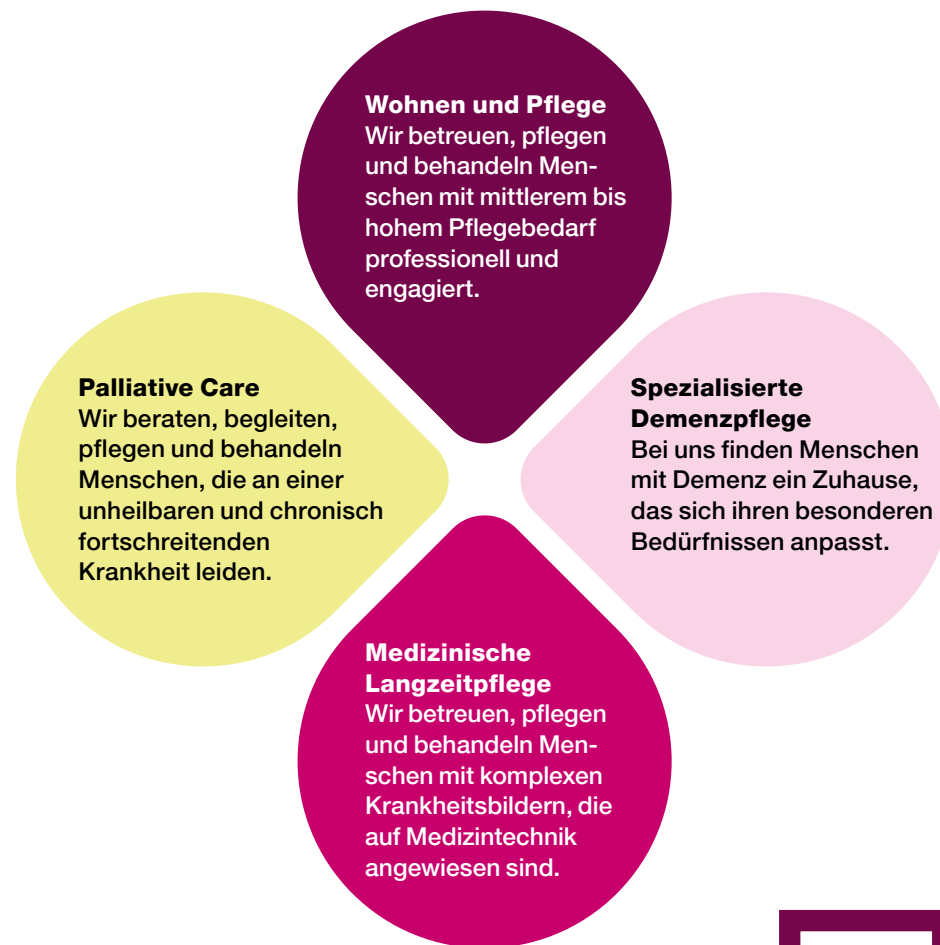 Wohnen und Pflege
Wir betreuen, pflegen
und behandeln Men-
schen mit mittlerem bis
hohem Pflegebedarf
professionell und
engagiert.
Palliative Care
Wir beraten, begleiten,
pflegen und behandeln
Menschen, die an einer
unheilbaren und chronisch
fortschreitenden
Krankheit leiden.
Spezialisierte
Demenzpflege
Bei uns finden Menschen
mit Demenz ein Zuhause,
das sich ihren besonderen
Bedürfnissen anpasst.
Medizinische
Langzeitpflege
Wir betreuen, pflegen
und behandeln Men-
schen mit komplexen
Krankheitsbildern, die
auf Medizintechnik
angewiesen sind.